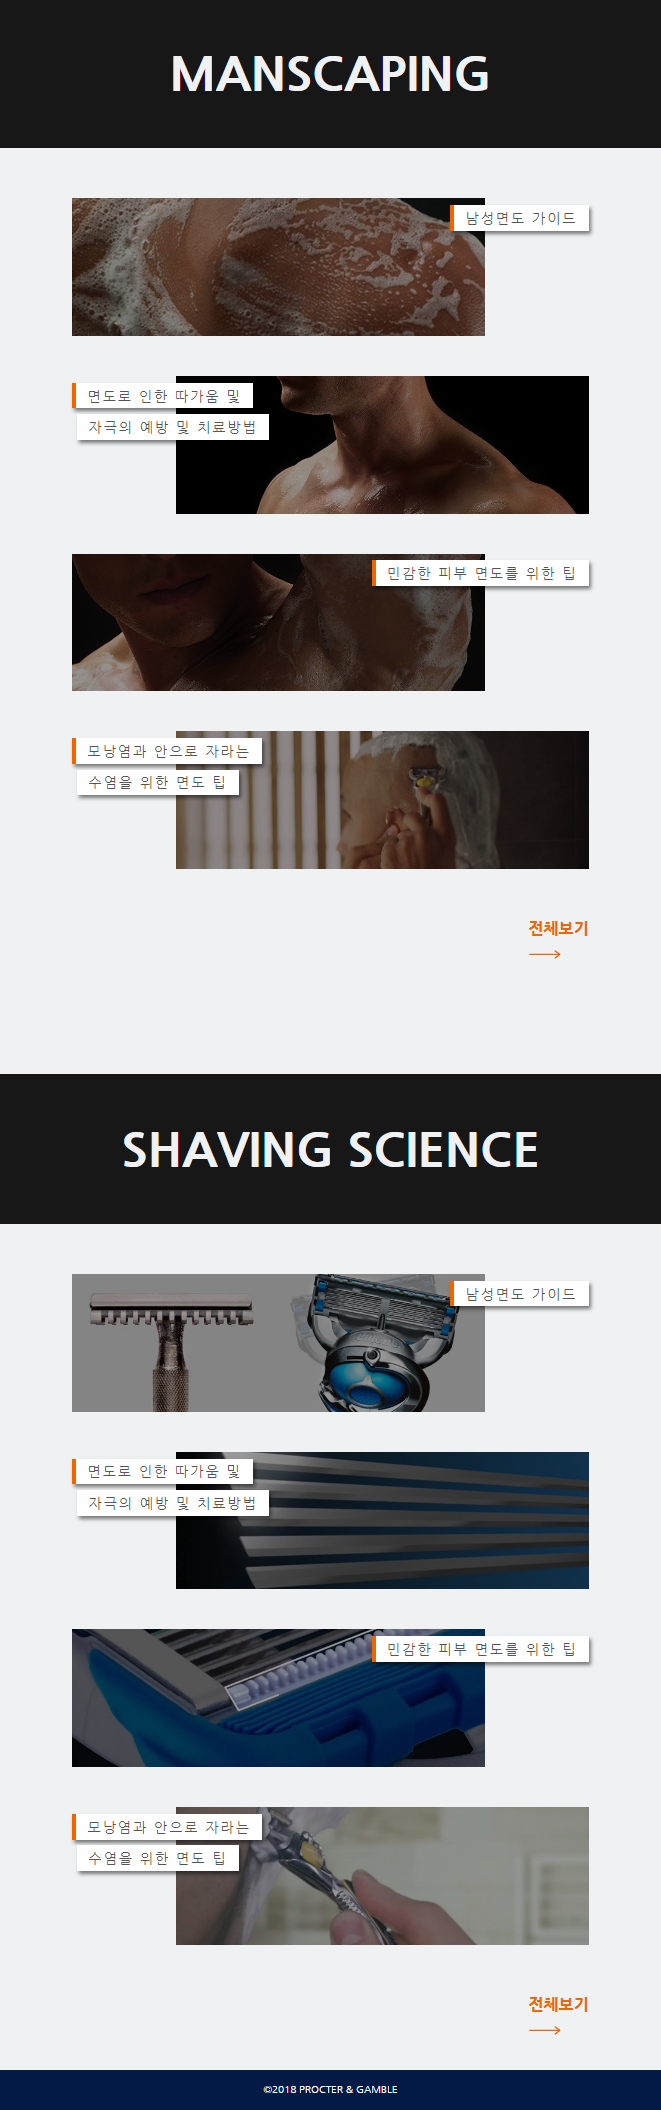 MANSCAPING
남성면도 가이드
면도로 인한 따가움 및
자극의 예방 및 치료방법
민감한 피부 면도를 위한 팁
모낭염과 안으로 자라는
수염을 위한 면도 팁
전체보기
SHAVING SCIENCE
남성면도 가이드
면도로 인한 따가움 및
자극의 예방 및 치료방법
민감한 피부 면도를 위한 팁
모낭염과 안으로 자라는
수염을 위한 면도 팁
전체보기
©2018 PROCTER & GAMBLE